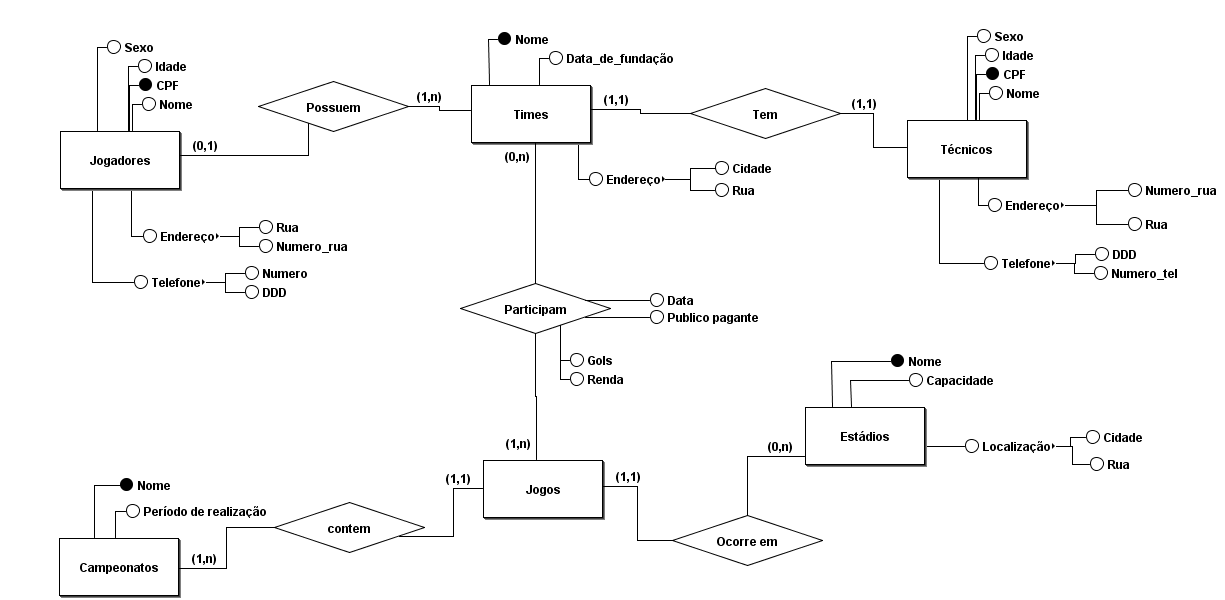 Sexo
Idade
CPF
Nome
Jogadores
(0,1)
Endereço
Rua
Numero_rua
Telefone
Numero
DDD
Possuem
(1,n)
Nome
Data_de_fundação
Times
(1,1)
(0,n)
Endereço
Cidade
Rua
Tem
(1,1)
Sexo
Idade
CPF
Nome
Técnicos
Endereço
Numero_rua
Rua
Telefone
DDD
Numero_tel
Participam
Data
Publico pagante
Gols
Renda
(1,n)
Nome
Capacidade
Estádios
Localização
Cidade
Rua
(0,n)
Jogos
(1,1)
(1,1)
Ocorre em
contem
Nome
Período de realização
Campeonatos
(1,n)